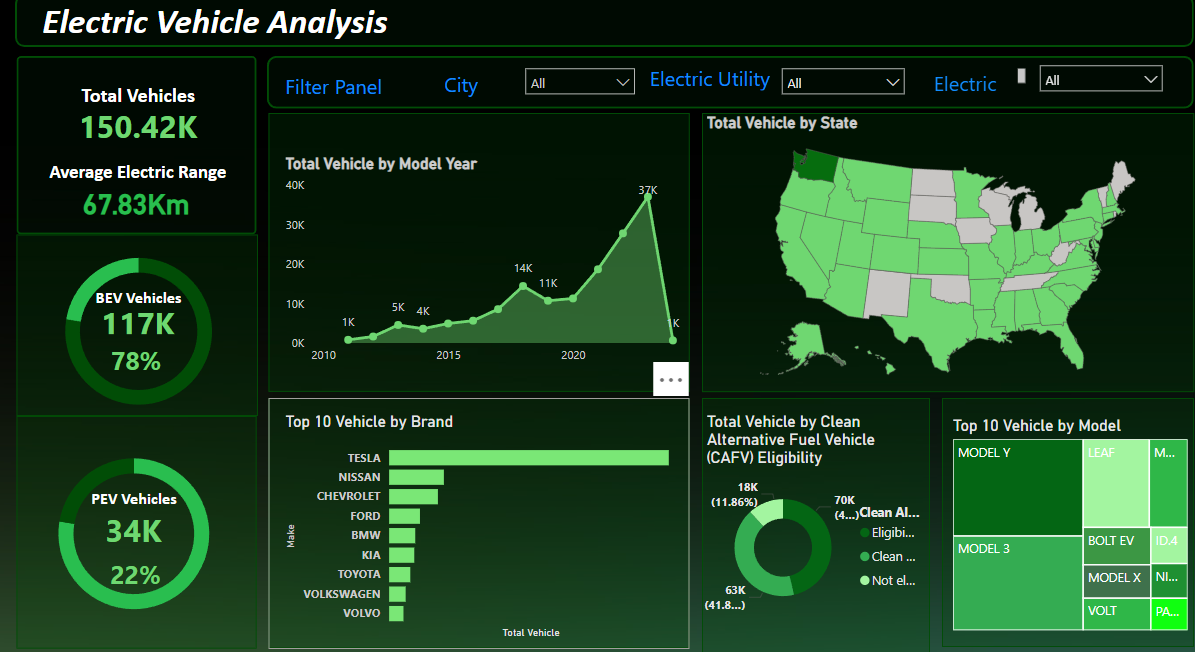 Electric Vehicle Analysis
Total Vehicles
150.42K
Average Electric Range
67.83Km
Filter Panel
City
All
Electric Utility
All
Electric
All
BEV Vehicles
117K
78%
PEV Vehicles
34K
22%
Total Vehicle by Model Year
40K
30K
20K
10K
0K
1K
5K
4K
14K
11K
37K
1K
2010
2015
2020
Total Vehicle by State
Top 10 Vehicle by Brand
Make
TESLA
NISSAN
CHEVROLET
FORD
BMW
KIA
TOYOTA
VOLKSWAGEN
VOLVO
Total Vehicle
Total Vehicle by Clean
Alternative Fuel Vehicle
(CAFV) Eligibility
18K
(11.86%)
70K
(4...)
63K
(41.8...)
Clean Al...
Eligibi...
Clean ...
Not el...
Top 10 Vehicle by Model
MODEL Y
MODEL 3
LEAF
M...
BOLT EV
ID.4
MODEL X
NI...
VOLT
PA...